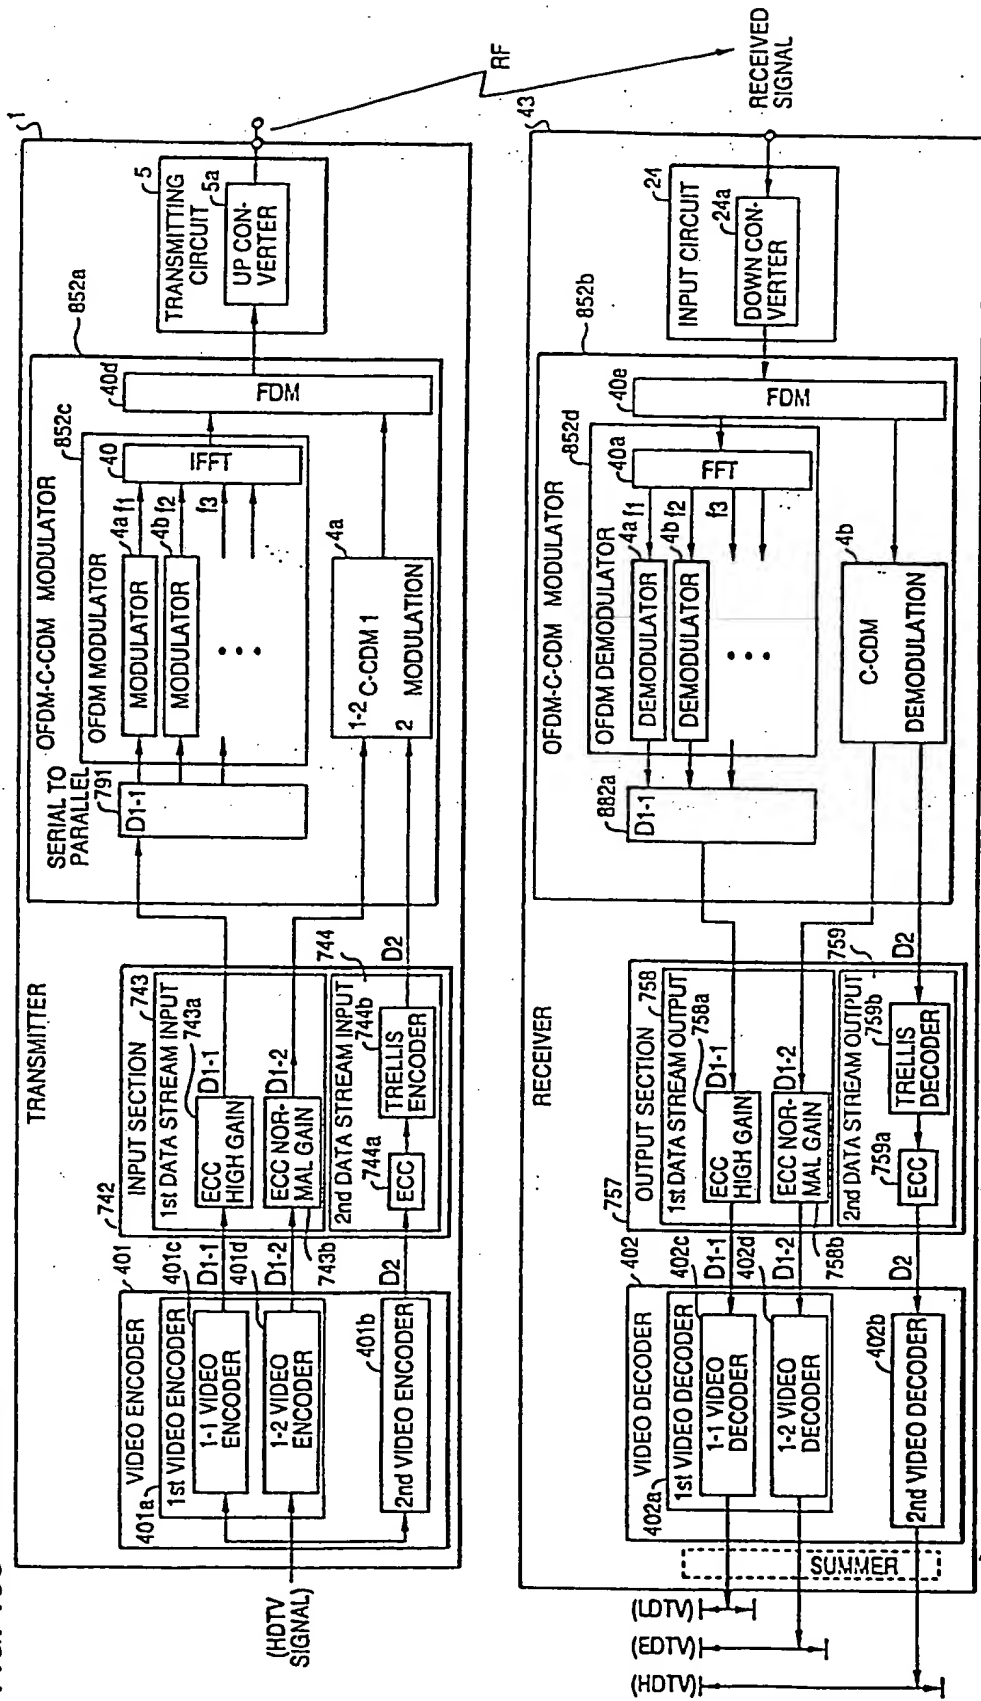 TRANSMITTER
1
(HDTV
SIGNAL)
VIDEO ENCODER
401
401a
1st VIDEO ENCODER
401c
1-1 VIDEO
ENCODER
401d
1-2 VIDEO
ENCODER
401b
2nd VIDEO ENCODER
D1-1
D1-2
D2
742
INPUT SECTION
743
1st DATA STREAM INPUT
743a
ECC
HIGH GAIN
D1-1
ECC NOR-
MAL GAIN
D1-2
743b
2nd DATA STREAM INPUT
744
744a
ECC
744b
TRELLIS
ENCODER
D2
OFDM-C-CDM MODULATOR
852a
SERIAL TO
PARALLEL
791
D1-1
OFDM MODULATOR
852c
MODULATOR
4a
f1
MODULATOR
4b
f2
f3
40
IFFT
1-2
C-CDM 1
2
MODULATION
4a
40d
FDM
TRANSMITTING
CIRCUIT
5
5a
UP CON-
VERTER
RF
RECEIVED
SIGNAL
RECEIVER
43
INPUT CIRCUIT
24
24a
DOWN CON-
VERTER
OFDM-C-CDM MODULATOR
852b
40e
FDM
OFDM DEMODULATOR
852d
40a
FFT
DEMODULATOR
4a
f1
DEMODULATOR
4b
f2
f3
882a
D1-1
C-CDM
DEMODULATION
4b
757
OUTPUT SECTION
758
1st DATA STREAM OUTPUT
758a
ECC
HIGH GAIN
D1-1
ECC NOR-
MAL GAIN
D1-2
758b
2nd DATA STREAM OUTPUT
759
759a
ECC
759b
TRELLIS
DECODER
D2
D1-1
D1-2
D2
VIDEO DECODER
402
402a
1st VIDEO DECODER
402c
1-1 VIDEO
DECODER
402d
1-2 VIDEO
DECODER
402b
2nd VIDEO DECODER
SUMMER
(LDTV)
(EDTV)
(HDTV)